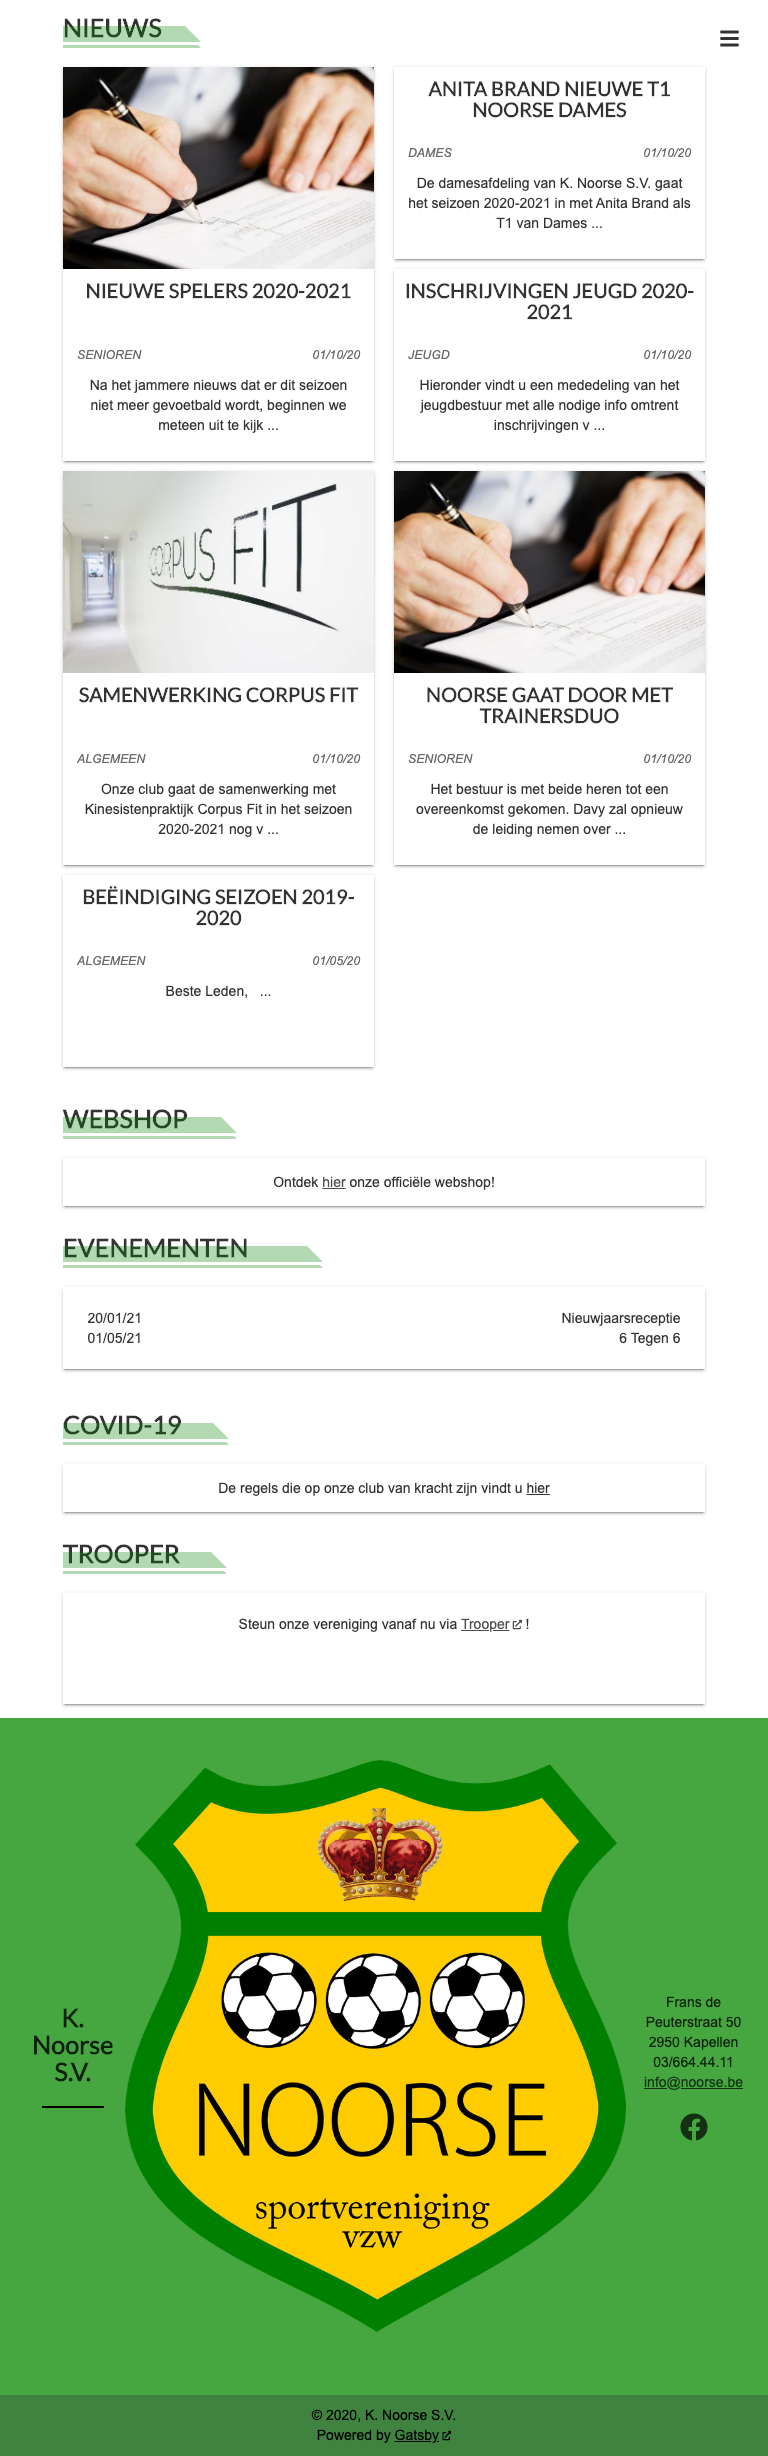 NIEUWS
NIEUWE SPELERS 2020-2021
SENIOREN 01/10/20
Na het jammere nieuws dat er dit seizoen
niet meer gevoetbald wordt, beginnen we
meteen uit te kijk ...
ANITA BRAND NIEUWE T1
NOORSE DAMES
DAMES 01/10/20
De damesafdeling van K. Noorse S.V. gaat
het seizoen 2020-2021 in met Anita Brand als
T1 van Dames ...
INSCHRIJVINGEN JEUGD 2020-
2021
JEUGD 01/10/20
Hieronder vindt u een mededeling van het
jeugdbestuur met alle nodige info omtrent
inschrijvingen v ...
CORPUS FIT
SAMENWERKING CORPUS FIT
ALGEMEEN 01/10/20
Onze club gaat de samenwerking met
Kinesistenpraktijk Corpus Fit in het seizoen
2020-2021 nog v ...
NOORSE GAAT DOOR MET
TRAINERSDUO
SENIOREN 01/10/20
Het bestuur is met beide heren tot een
overeenkomst gekomen. Davy zal opnieuw
de leiding nemen over ...
BEËINDIGING SEIZOEN 2019-
2020
ALGEMEEN 01/05/20
Beste Leden, ...
WEBSHOP
Ontdek hier onze officiële webshop!
EVENEMENTEN
20/01/21 Nieuwjaarsreceptie
01/05/21 6 Tegen 6
COVID-19
De regels die op onze club van kracht zijn vindt u hier
TROOPER
Steun onze vereniging vanaf nu via Trooper !
K.
Noorse
S.V.
NOORSE
sportvereniging
vzw
Frans de
Peuterstraat 50
2950 Kapellen
03/664.44.11
info@noorse.be
© 2020, K. Noorse S.V.
Powered by Gatsby